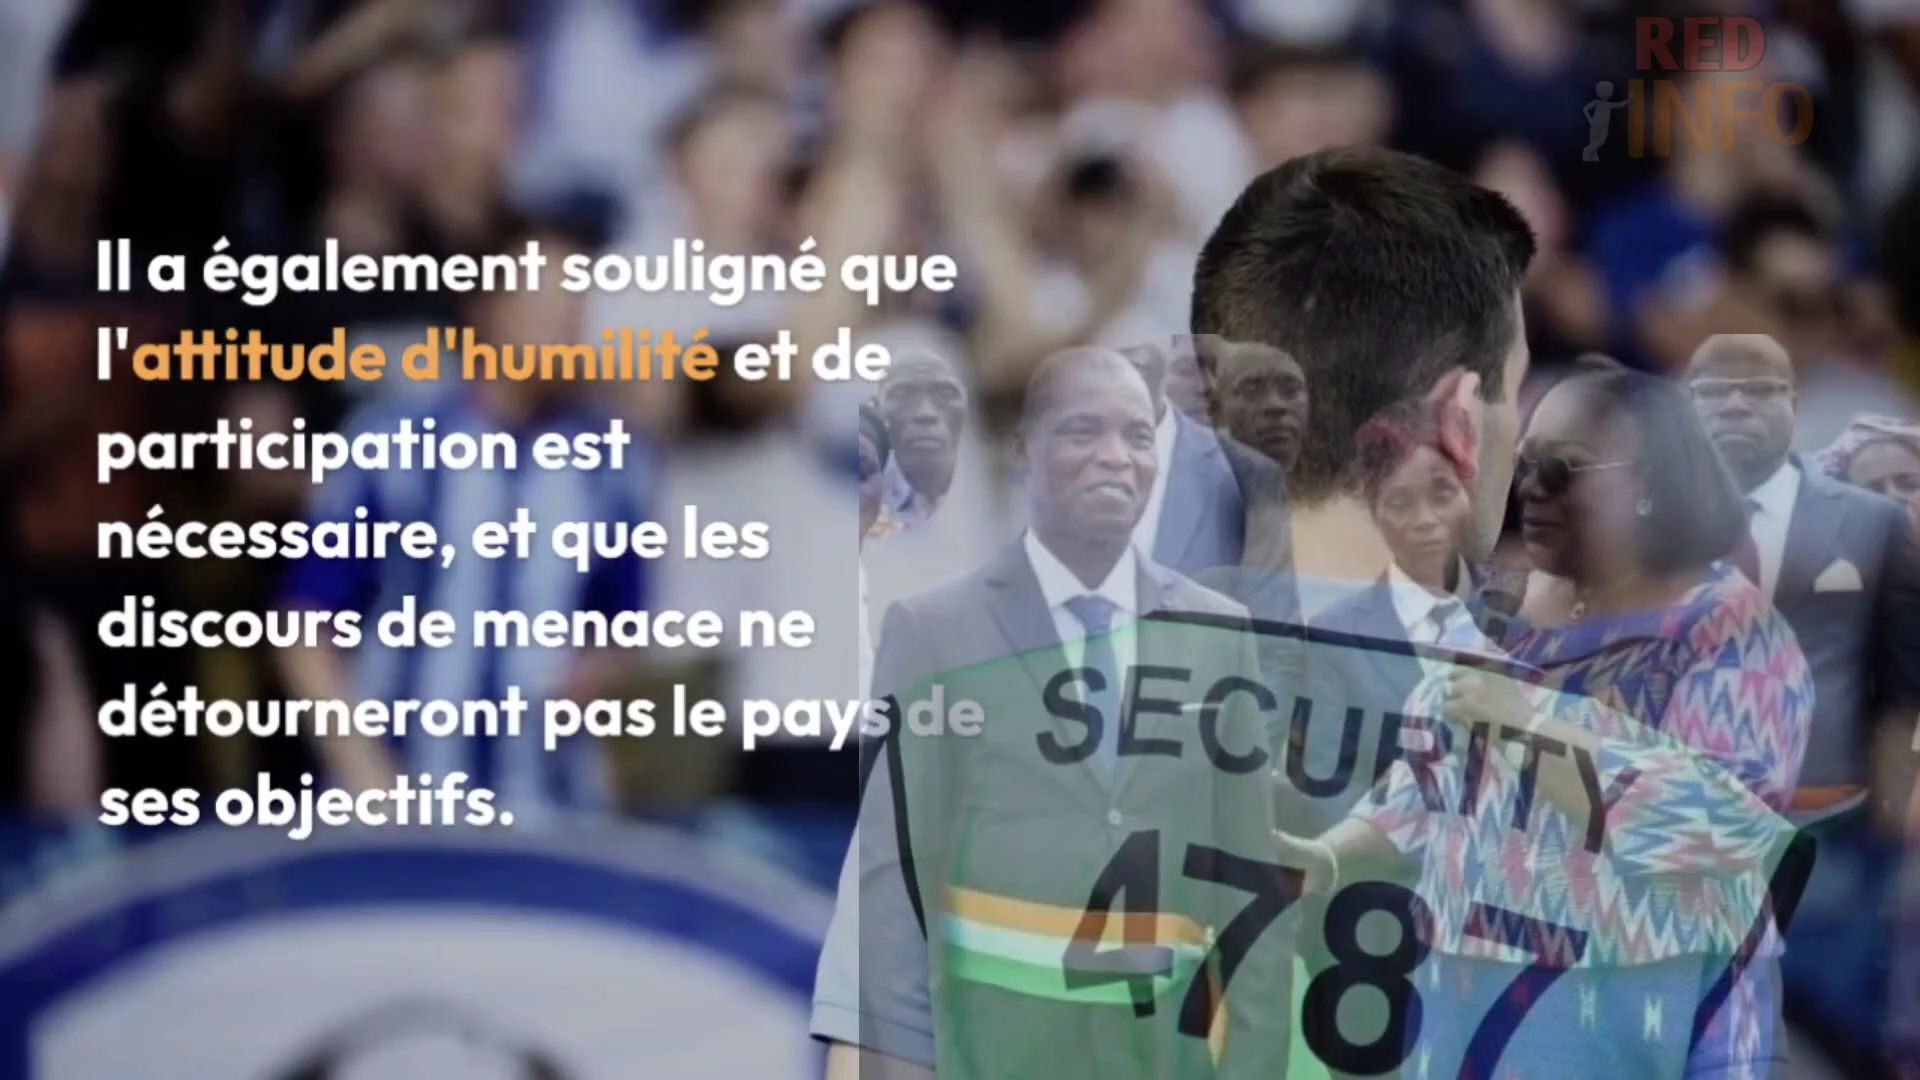 RED
INFO
Il a également souligné que
l'attitude d'humilité et de
participation est
nécessaire, et que les
discours de menace ne
détourneront pas le pays de
ses objectifs.
SECURITY
4787